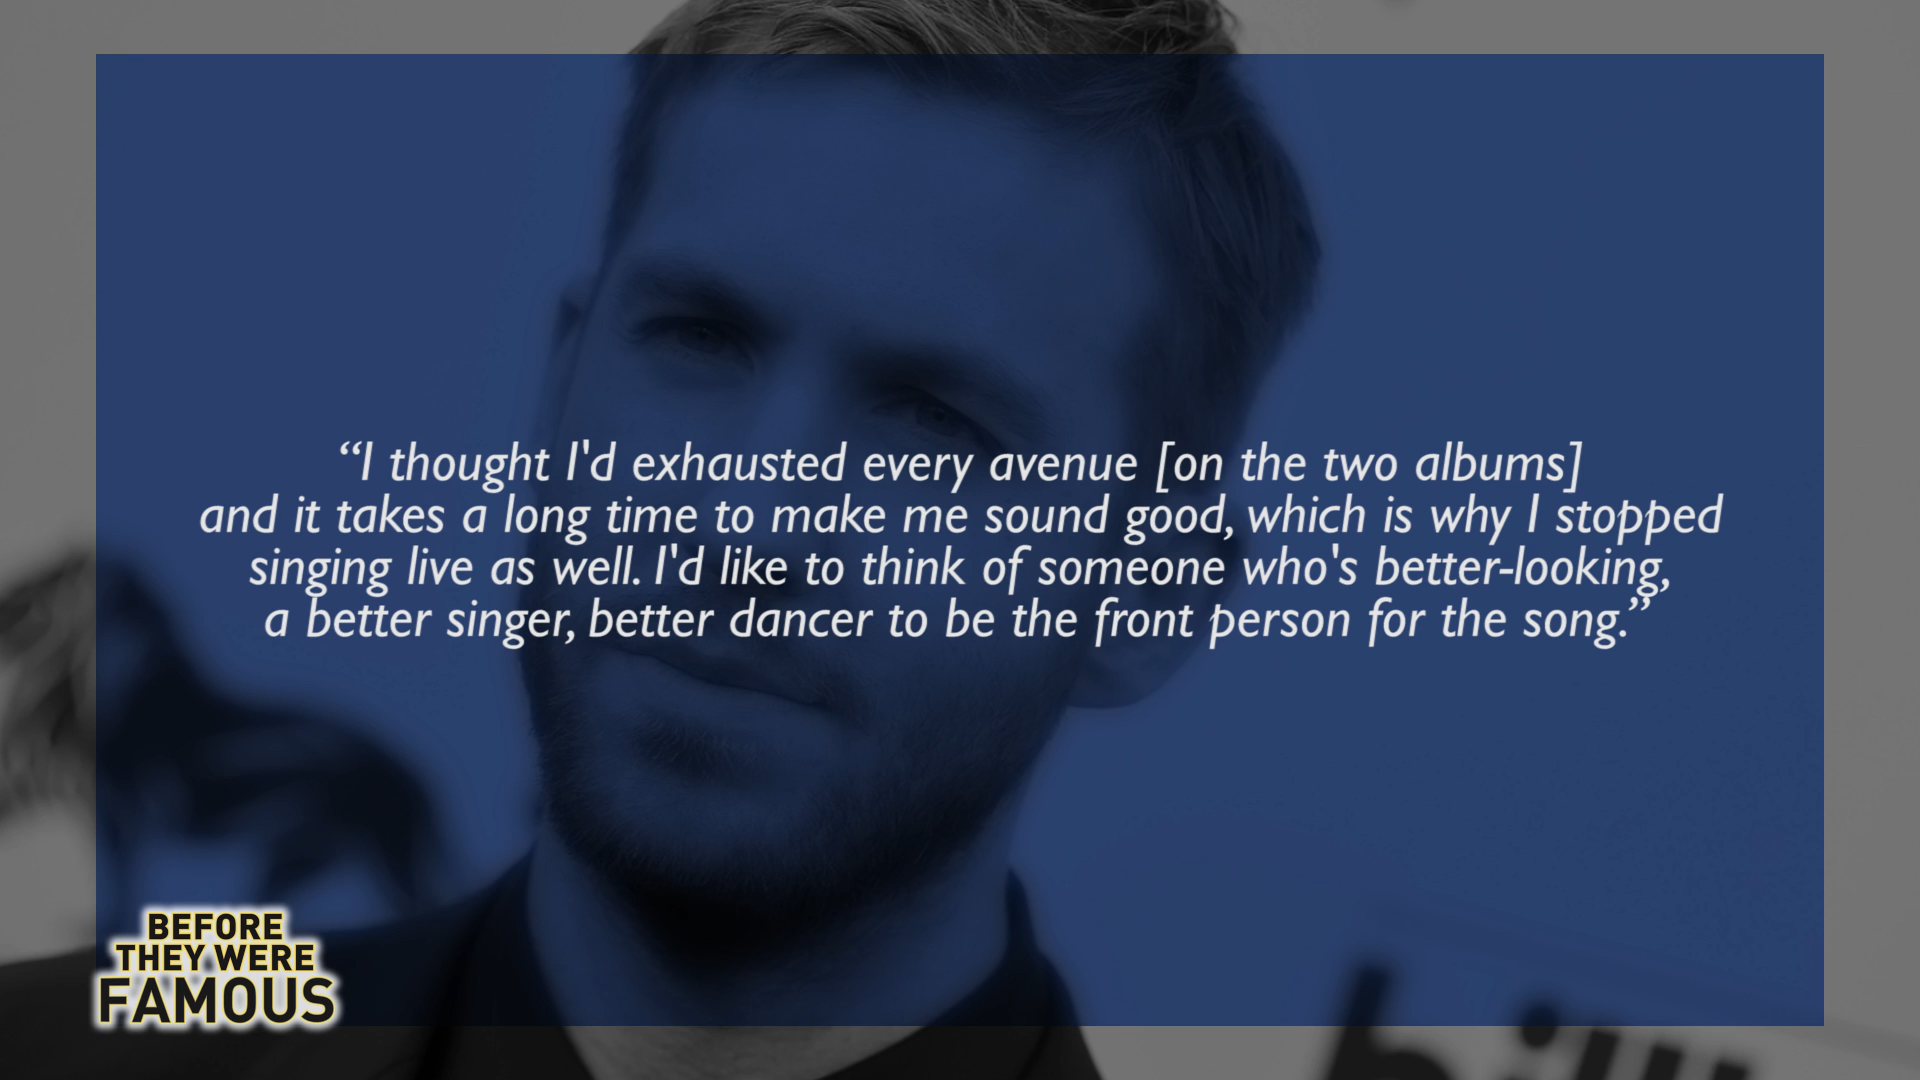 “I thought I'd exhausted every avenue [on the two albums]
and it takes a long time to make me sound good, which is why I stopped
singing live as well. I'd like to think of someone who's better-looking,
a better singer, better dancer to be the front person for the song.”
BEFORE
THEY WERE
FAMOUS